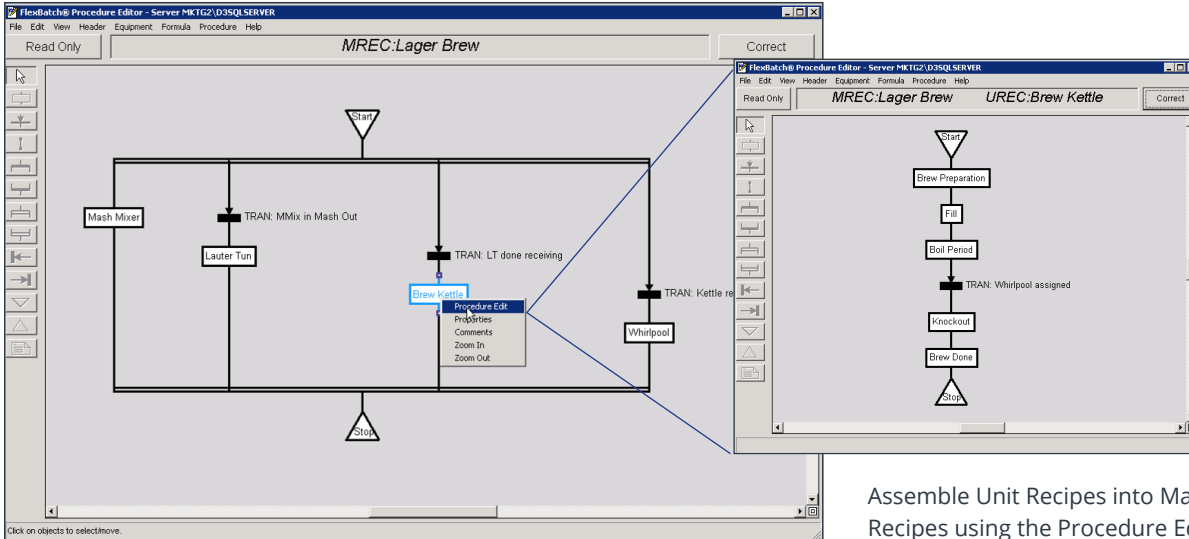 FlexBatch® Procedure Editor - Server MKTG2\D3SQLSERVER
File Edit View Header Equipment Formula Procedure Help
Read Only
MREC:Lager Brew
Correct
Start
Mash Mixer
TRAN: MMix in Mash Out
Lauter Tun
TRAN: LT done receiving
Brew Kettle
Procedure Edit
Properties
Comments
Zoom In
Zoom Out
TRAN: Kettle re
Whirlpool
Stop
Click on objects to select/move.
FlexBatch® Procedure Editor - Server MKTG2\D3SQLSERVER
File Edit View Header Equipment Formula Procedure Help
Read Only
MREC:Lager Brew UREC:Brew Kettle
Correct
Start
Brew Preparation
Fill
Boil Period
TRAN: Whirlpool assigned
Knockout
Brew Done
Stop
Assemble Unit Recipes into Ma
Recipes using the Procedure E